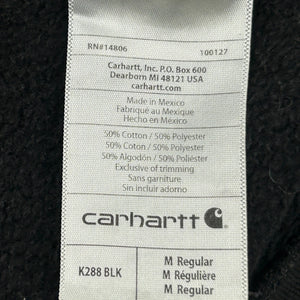 RN#14806 100127
Carhartt, Inc. P.O. Box 600
Dearborn MI 48121 USA
carhartt.com
Made in Mexico
Fabriqué au Mexique
Hecho en México
50% Cotton / 50% Polyester
50% Coton / 50% Polyester
50% Algodón / 50% Poliéster
Exclusive of trimming
Sans garniture
Sin incluir adorno
carhartt
K288 BLK
M Regular
M Régulière
M Regular